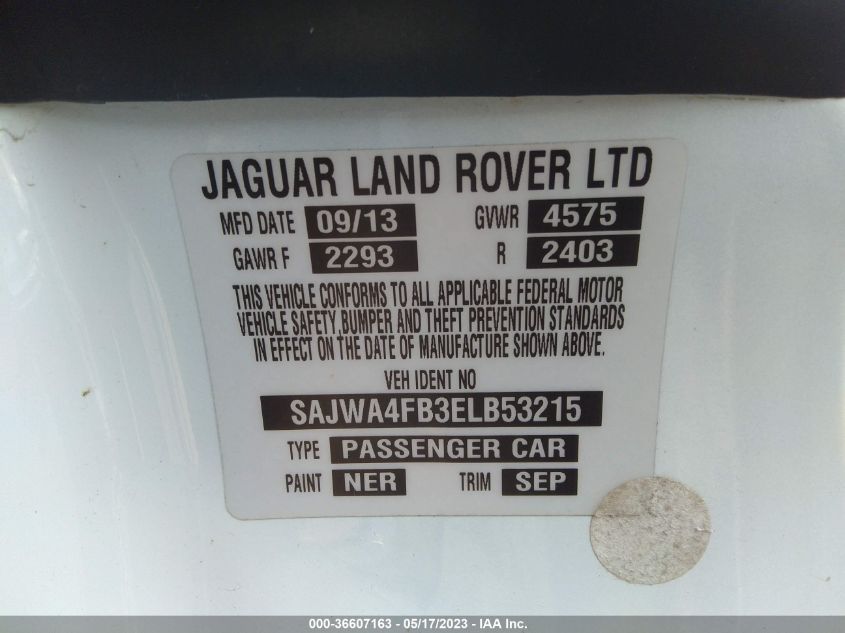 JAGUAR LAND ROVER LTD
MFD DATE 09/13 GVWR 4575
GAWR F 2293 R 2403
THIS VEHICLE CONFORMS TO ALL APPLICABLE FEDERAL MOTOR
VEHICLE SAFETY,BUMPER AND THEFT PREVENTION STANDARDS
IN EFFECT ON THE DATE OF MANUFACTURE SHOWN ABOVE.
VEH IDENT NO
SAJWA4FB3ELB53215
TYPE PASSENGER CAR
PAINT NER TRIM SEP
000-36607163 - 05/17/2023 - IAA Inc.